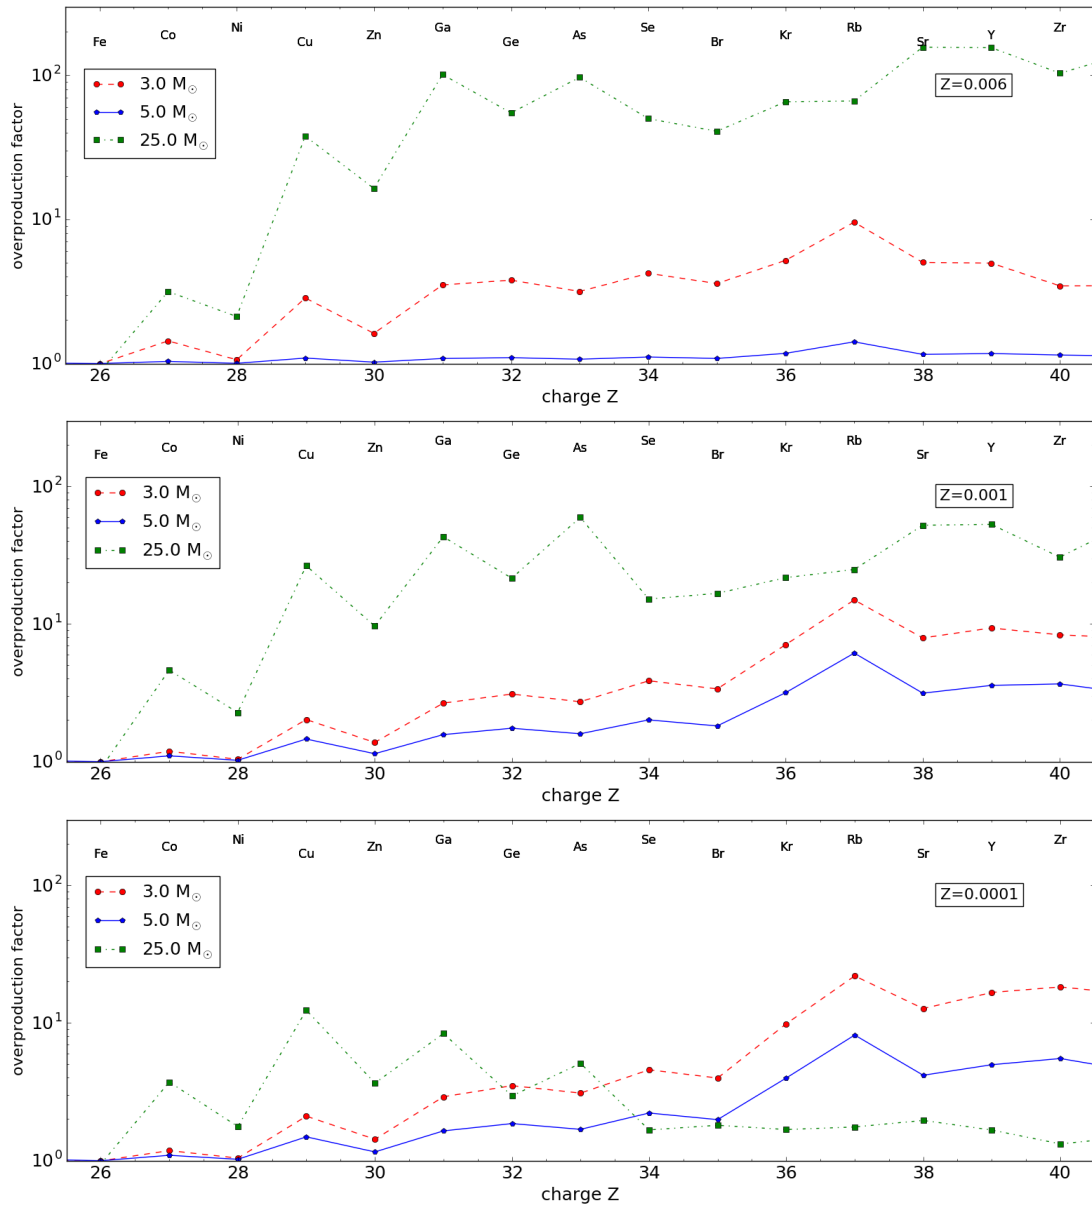 Fe Co Ni Cu Zn Ga Ge As Se Br Kr Rb Sr Y Zr
3.0 M☉
5.0 M☉
25.0 M☉
Z=0.006
overproduction factor
10² 10¹ 10⁰
26 28 30 32 34 36 38 40
charge Z
Fe Co Ni Cu Zn Ga Ge As Se Br Kr Rb Sr Y Zr
3.0 M☉
5.0 M☉
25.0 M☉
Z=0.001
overproduction factor
10² 10¹ 10⁰
26 28 30 32 34 36 38 40
charge Z
Fe Co Ni Cu Zn Ga Ge As Se Br Kr Rb Sr Y Zr
3.0 M☉
5.0 M☉
25.0 M☉
Z=0.0001
overproduction factor
10² 10¹ 10⁰
26 28 30 32 34 36 38 40
charge Z